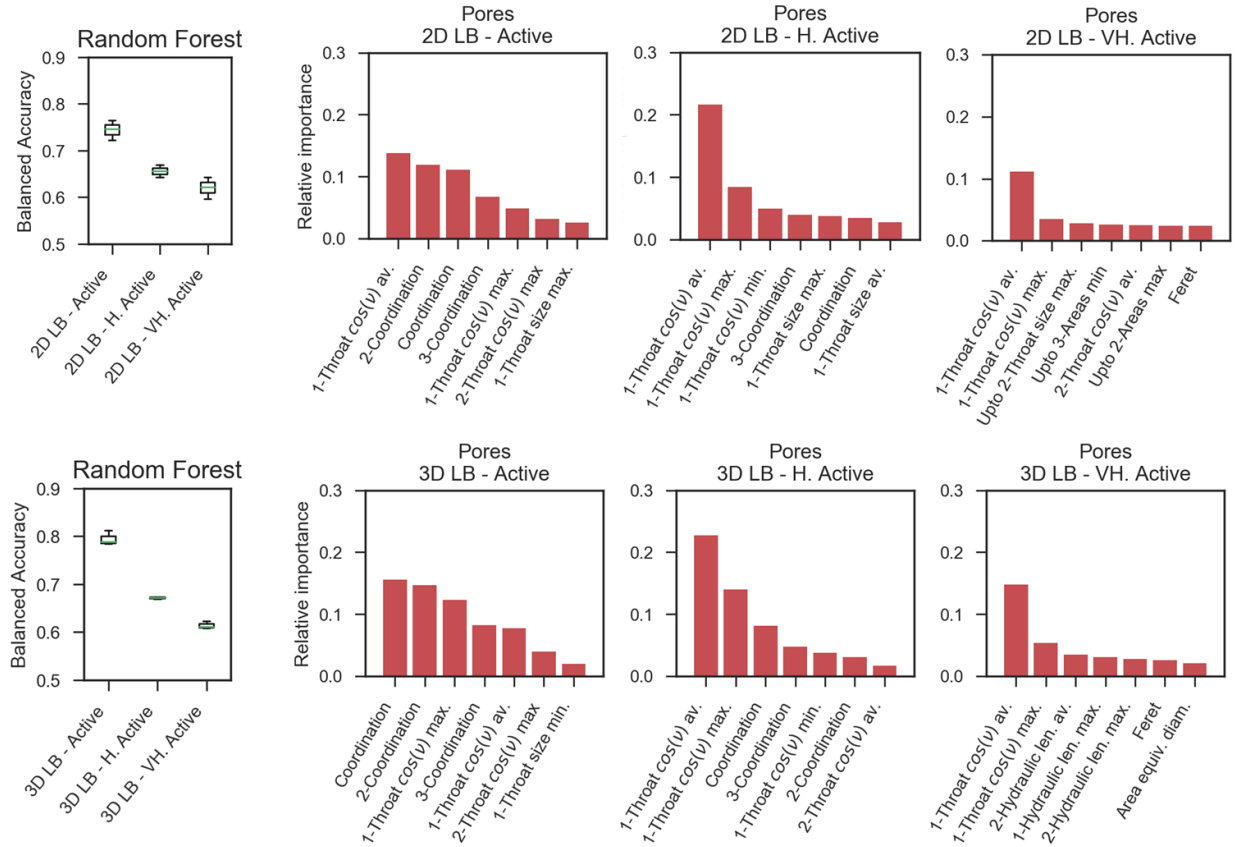 Random Forest
Balanced Accuracy
0.9
0.8
0.7
0.6
0.5
2D LB - Active
2D LB - H. Active
2D LB - VH. Active
Pores
2D LB - Active
Relative importance
0.3
0.2
0.1
0.0
1-Throat cos(ν) av.
2-Coordination
Coordination
3-Coordination
1-Throat cos(ν) max.
2-Throat cos(ν) max
1-Throat size max.
Pores
2D LB - H. Active
0.3
0.2
0.1
0.0
1-Throat cos(ν) av.
1-Throat cos(ν) max.
1-Throat cos(ν) min.
3-Coordination
1-Throat size max.
Coordination
1-Throat size av.
Pores
2D LB - VH. Active
0.3
0.2
0.1
0.0
1-Throat cos(ν) av.
1-Throat cos(ν) max.
Upto 2-Throat size max.
Upto 3-Areas min
2-Throat cos(ν) av.
Upto 2-Areas max
Feret
Random Forest
Balanced Accuracy
0.9
0.8
0.7
0.6
0.5
3D LB - Active
3D LB - H. Active
3D LB - VH. Active
Pores
3D LB - Active
Relative importance
0.3
0.2
0.1
0.0
Coordination
2-Coordination
1-Throat cos(ν) max.
3-Coordination
1-Throat cos(ν) av.
2-Throat cos(ν) max
1-Throat size min.
Pores
3D LB - H. Active
0.3
0.2
0.1
0.0
1-Throat cos(ν) av.
1-Throat cos(ν) max.
Coordination
3-Coordination
1-Throat cos(ν) min.
2-Coordination
2-Throat cos(ν) av.
Pores
3D LB - VH. Active
0.3
0.2
0.1
0.0
1-Throat cos(ν) av.
1-Throat cos(ν) max.
2-Hydraulic len. av.
1-Hydraulic len. max.
2-Hydraulic len. max.
Feret
Area equiv. diam.